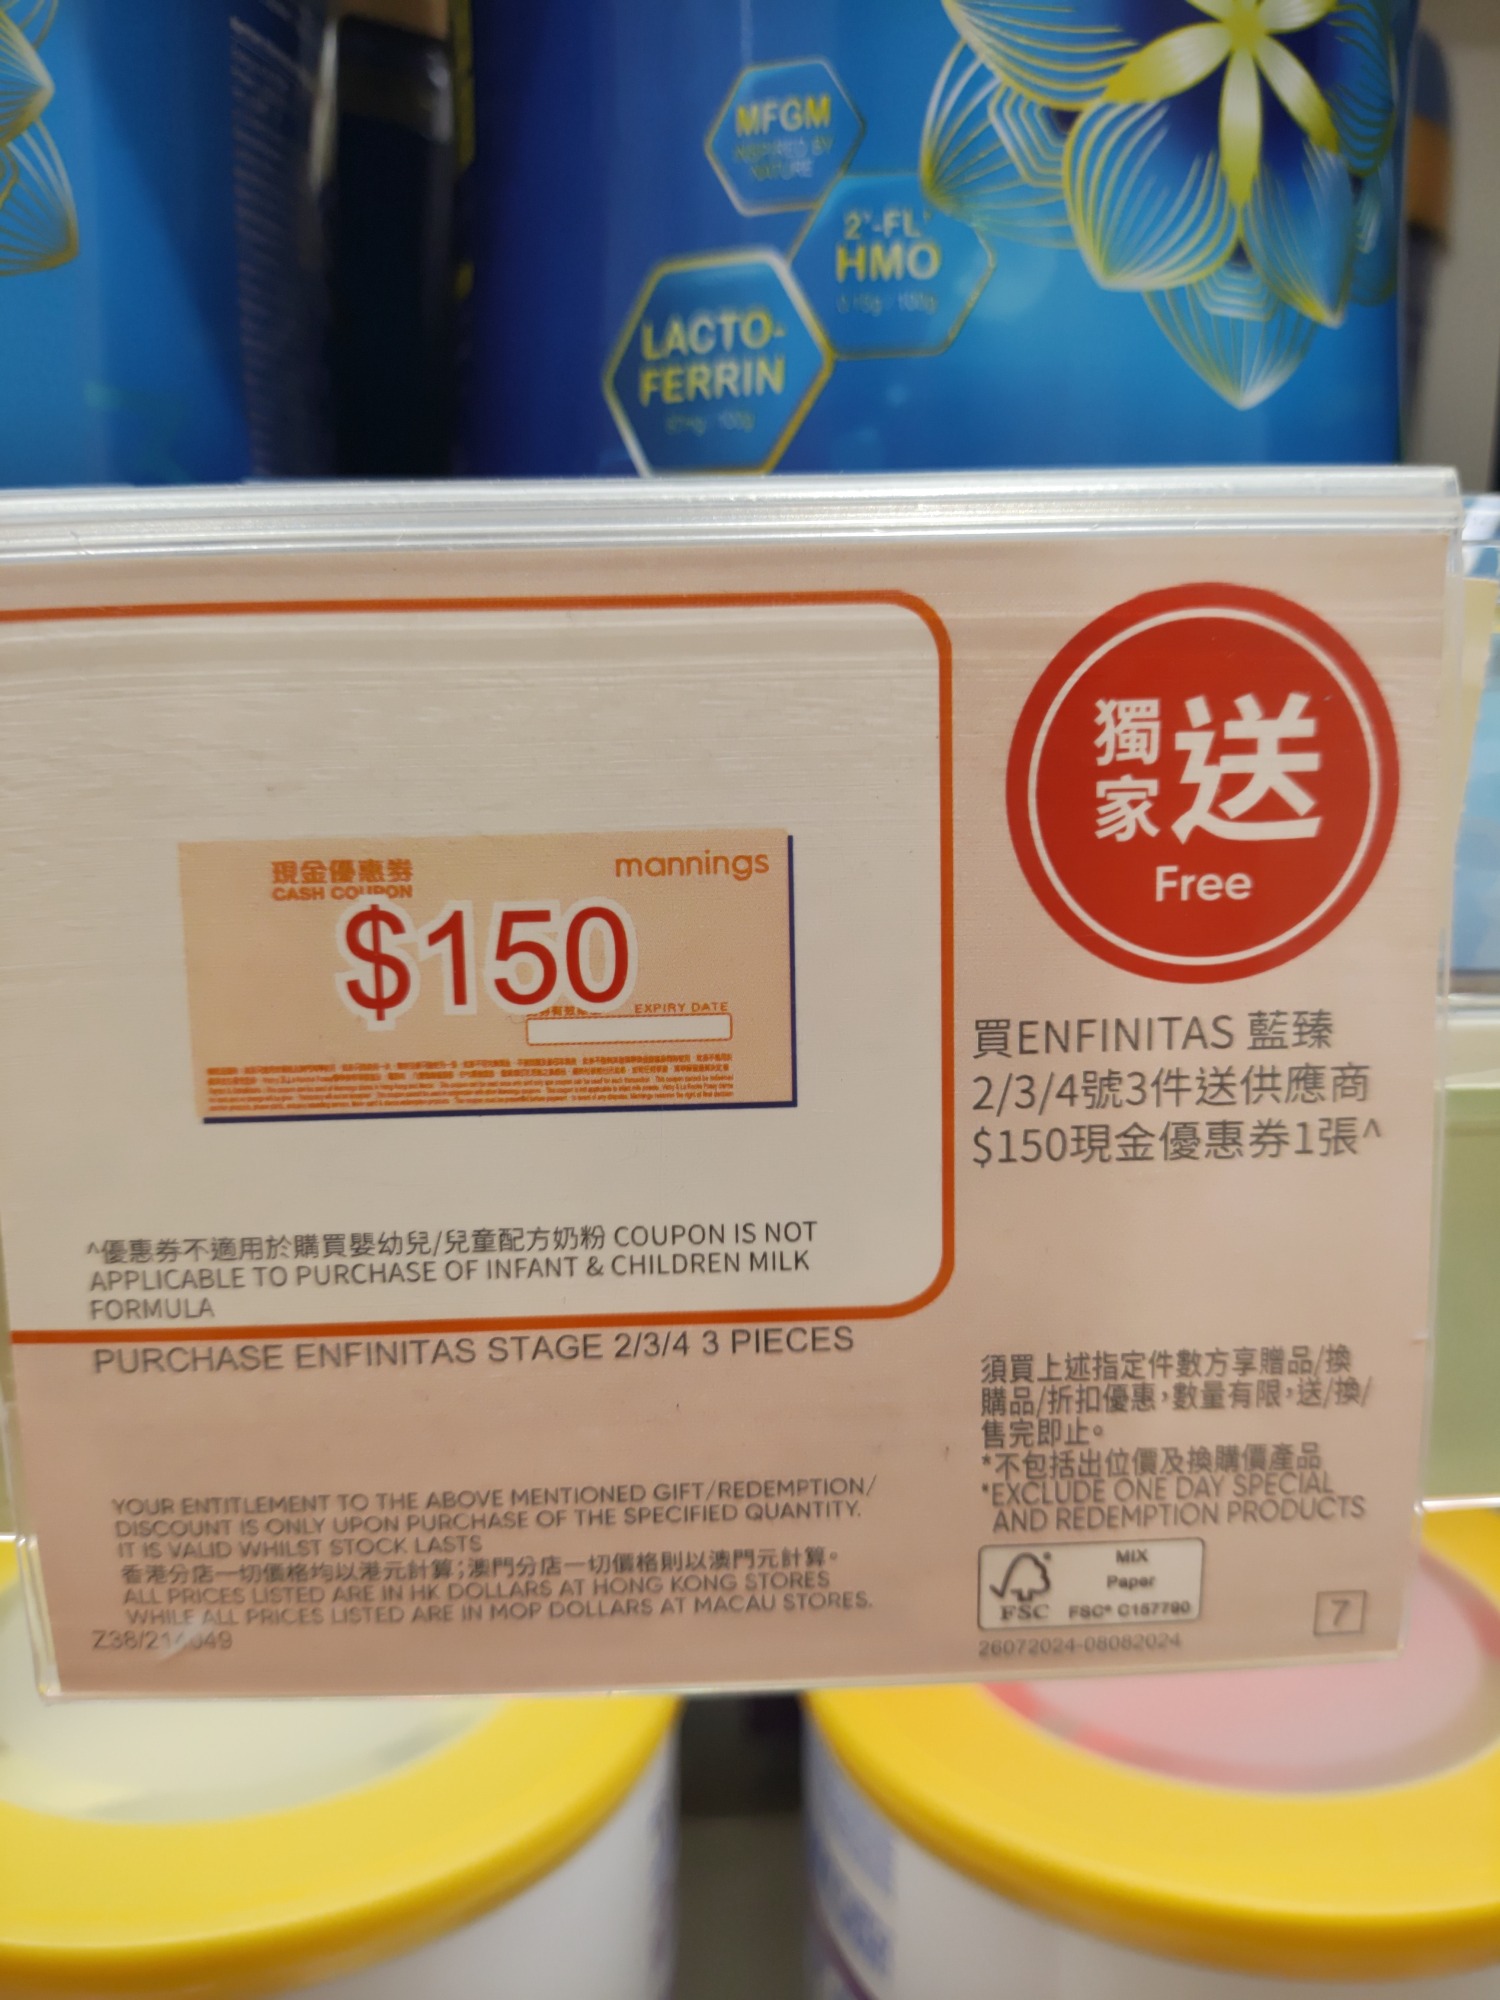 MFGM
INSPIRED BY
NATURE
2'-FL
HMO
LACTO-
FERRIN
獨家
送
Free
現金優惠券
CASH COUPON
mannings
$150
EXPIRY DATE
買ENFINITAS 藍臻
2/3/4號3件送供應商
$150現金優惠券1張^
^優惠券不適用於購買嬰幼兒/兒童配方奶粉 COUPON IS NOT
APPLICABLE TO PURCHASE OF INFANT & CHILDREN MILK
FORMULA
PURCHASE ENFINITAS STAGE 2/3/4 3 PIECES
須買上述指定件數方享贈品/換
購品/折扣優惠,數量有限,送/換/
售完即止。
*不包括出位價及換購價產品
*EXCLUDE ONE DAY SPECIAL
AND REDEMPTION PRODUCTS
YOUR ENTITLEMENT TO THE ABOVE MENTIONED GIFT/REDEMPTION/
DISCOUNT IS ONLY UPON PURCHASE OF THE SPECIFIED QUANTITY.
IT IS VALID WHILST STOCK LASTS
香港分店一切價格均以港元計算;澳門分店一切價格則以澳門元計算。
ALL PRICES LISTED ARE IN HK DOLLARS AT HONG KONG STORES
WHILE ALL PRICES LISTED ARE IN MOP DOLLARS AT MACAU STORES.
FSC
MIX
Paper
FSC® C157790
7
26072024-08082024